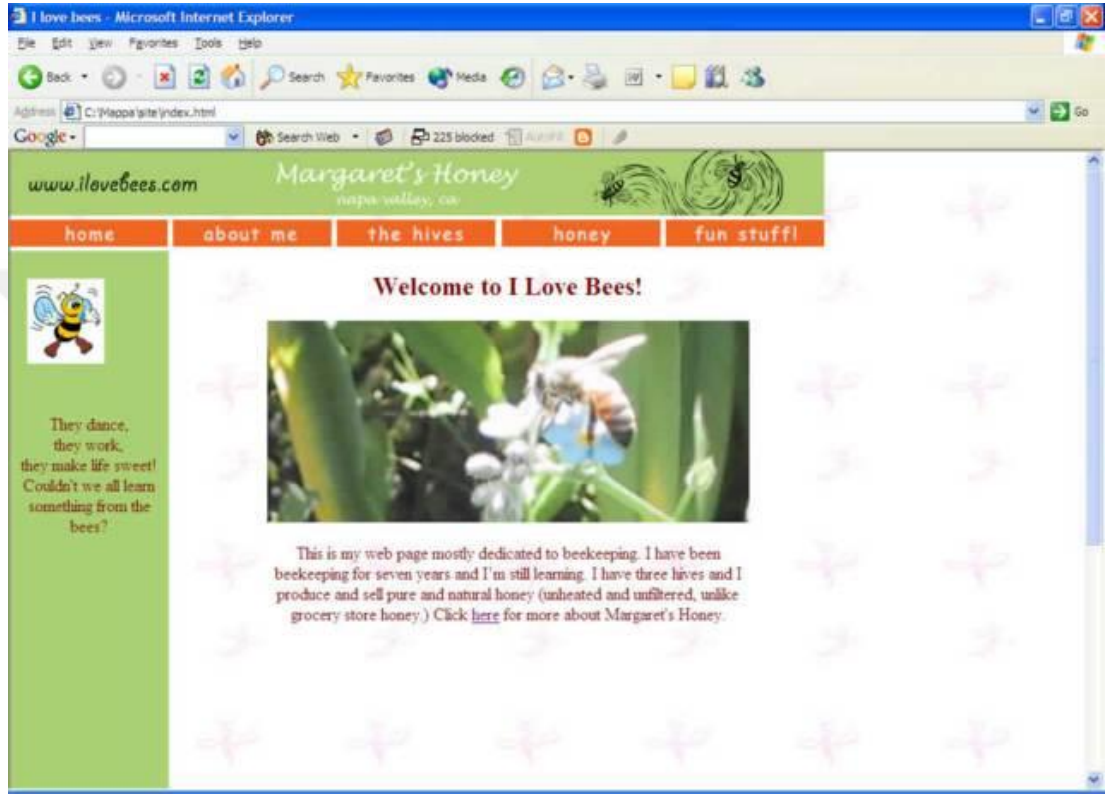 I love bees - Microsoft Internet Explorer
File Edit View Favorites Tools Help
Back Search Favorites Media
Address C:\Mappa\site\index.html Go
Google Search Web 225 blocked
www.ilovebees.com
Margaret's Honey
napa valley, ca
home about me the hives honey fun stuff!
Welcome to I Love Bees!
They dance,
they work,
they make life sweet!
Couldn't we all learn
something from the
bees?
This is my web page mostly dedicated to beekeeping. I have been
beekeeping for seven years and I'm still learning. I have three hives and I
produce and sell pure and natural honey (unheated and unfiltered, unlike
grocery store honey.) Click here for more about Margaret's Honey.